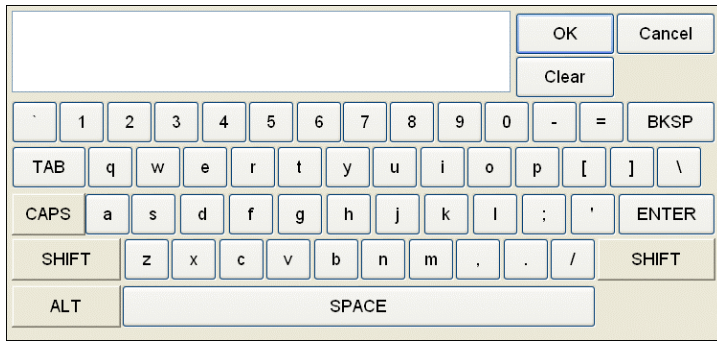 OK Cancel
Clear
` 1 2 3 4 5 6 7 8 9 0 - = BKSP
TAB q w e r t y u i o p [ ] \
CAPS a s d f g h j k l ; ' ENTER
SHIFT z x c v b n m , . / SHIFT
ALT SPACE